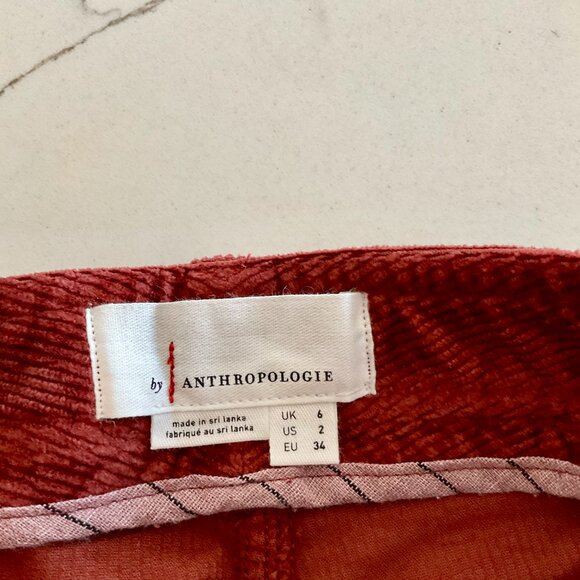 by ANTHROPOLOGIE
made in sri lanka
fabriqué au sri lanka
UK 6
US 2
EU 34